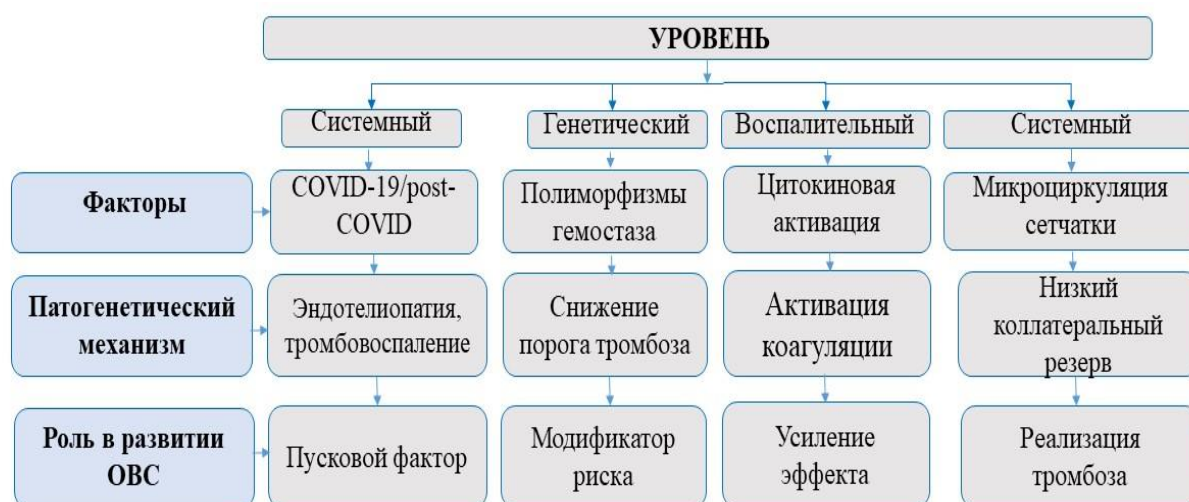 УРОВЕНЬ
Системный
Генетический
Воспалительный
Системный
Факторы
COVID-19/post-
COVID
Полиморфизмы
гемостаза
Цитокиновая
активация
Микроциркуляция
сетчатки
Патогенетический
механизм
Эндотелиопатия,
тромбовоспаление
Снижение
порога тромбоза
Активация
коагуляции
Низкий
коллатеральный
резерв
Роль в развитии
ОВС
Пусковой фактор
Модификатор
риска
Усиление
эффекта
Реализация
тромбоза